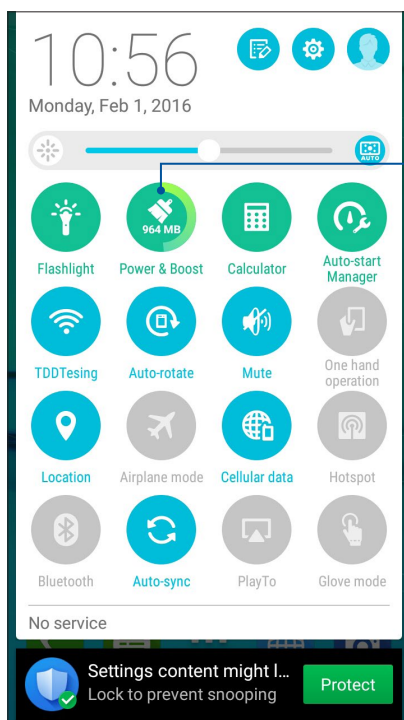 10:56
Monday, Feb 1, 2016
AUTO
964 MB
Flashlight
Power & Boost
Calculator
Auto-start
Manager
TDDTesing
Auto-rotate
Mute
One hand
operation
Location
Airplane mode
Cellular data
Hotspot
Bluetooth
Auto-sync
PlayTo
Glove mode
No service
Settings content might l...
Lock to prevent snooping
Protect